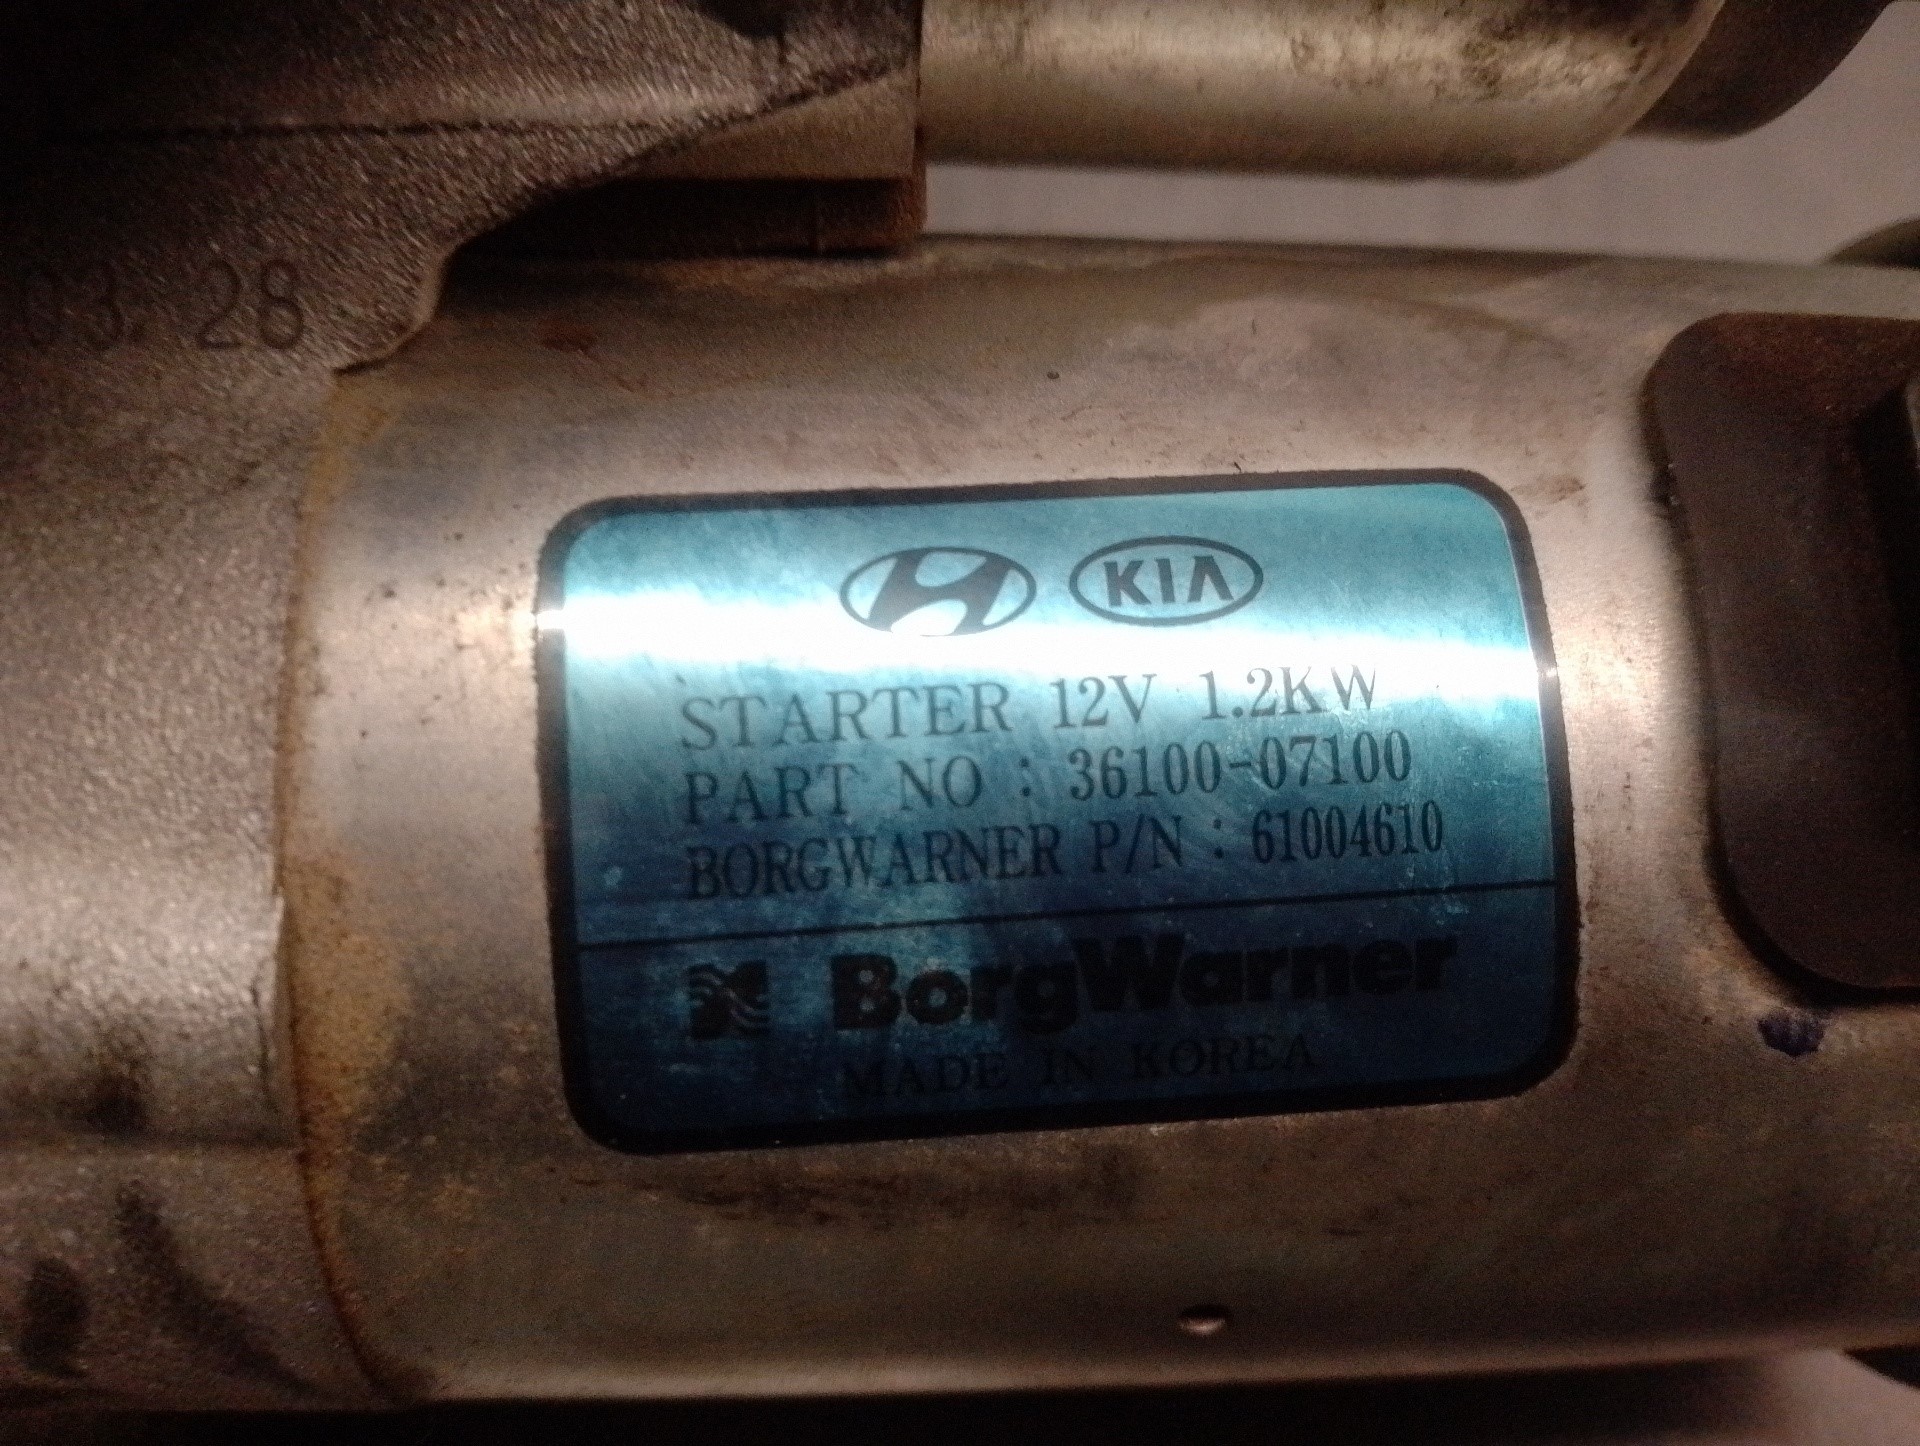 03 28
KIA
STARTER 12V 1.2KW
PART NO : 36100-07100
BORGWARNER P/N : 61004610
BorgWarner
MADE IN KOREA